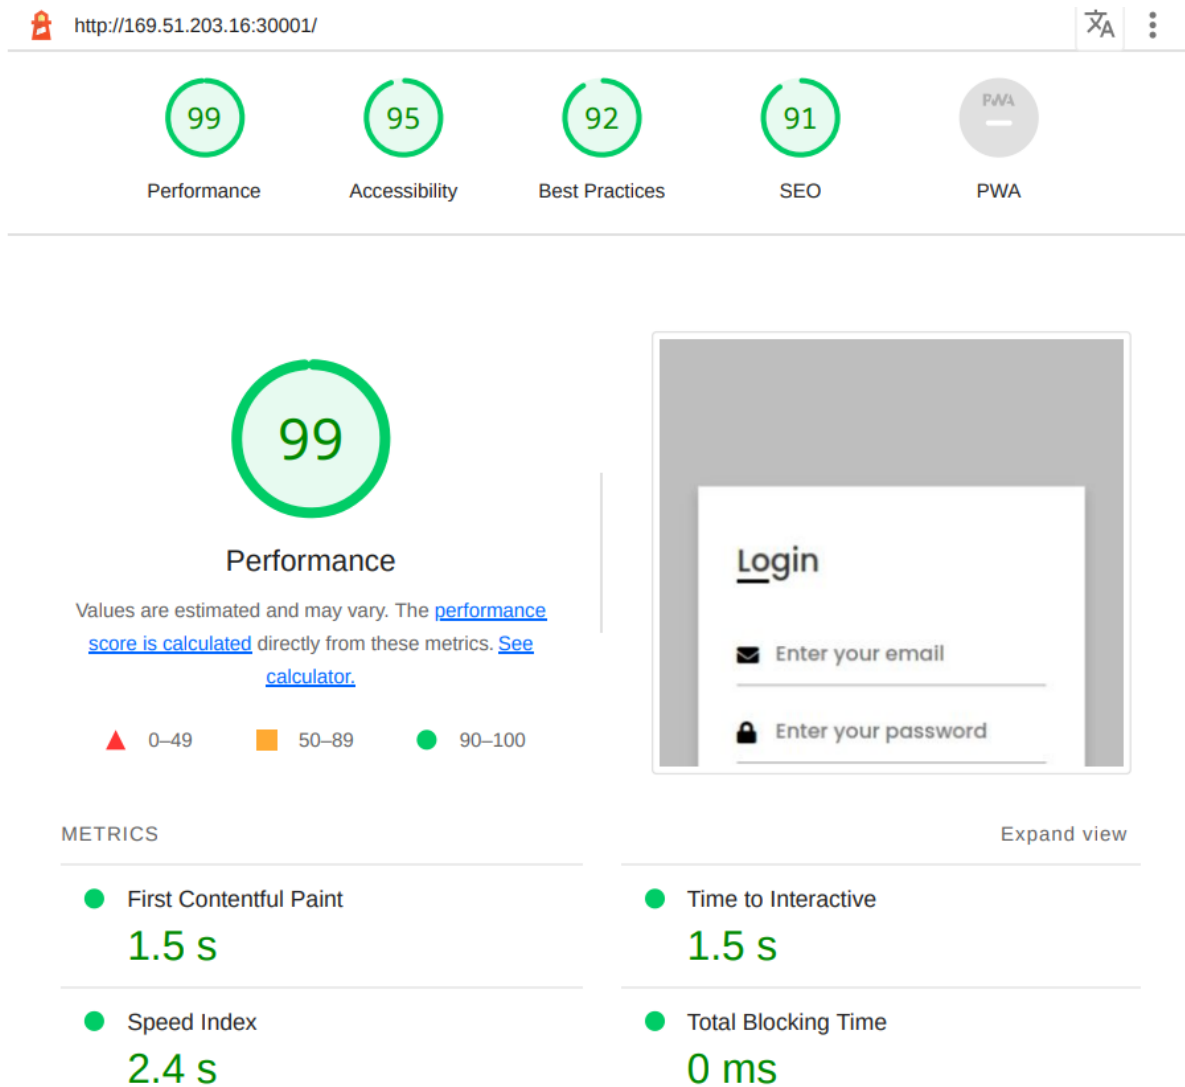 http://169.51.203.16:30001/
文A
99
95
92
91
PWA
Performance
Accessibility
Best Practices
SEO
PWA
99
Performance
Values are estimated and may vary. The performance
score is calculated directly from these metrics. See
calculator.
0–49
50–89
90–100
Login
Enter your email
Enter your password
METRICS
Expand view
First Contentful Paint
1.5 s
Time to Interactive
1.5 s
Speed Index
2.4 s
Total Blocking Time
0 ms